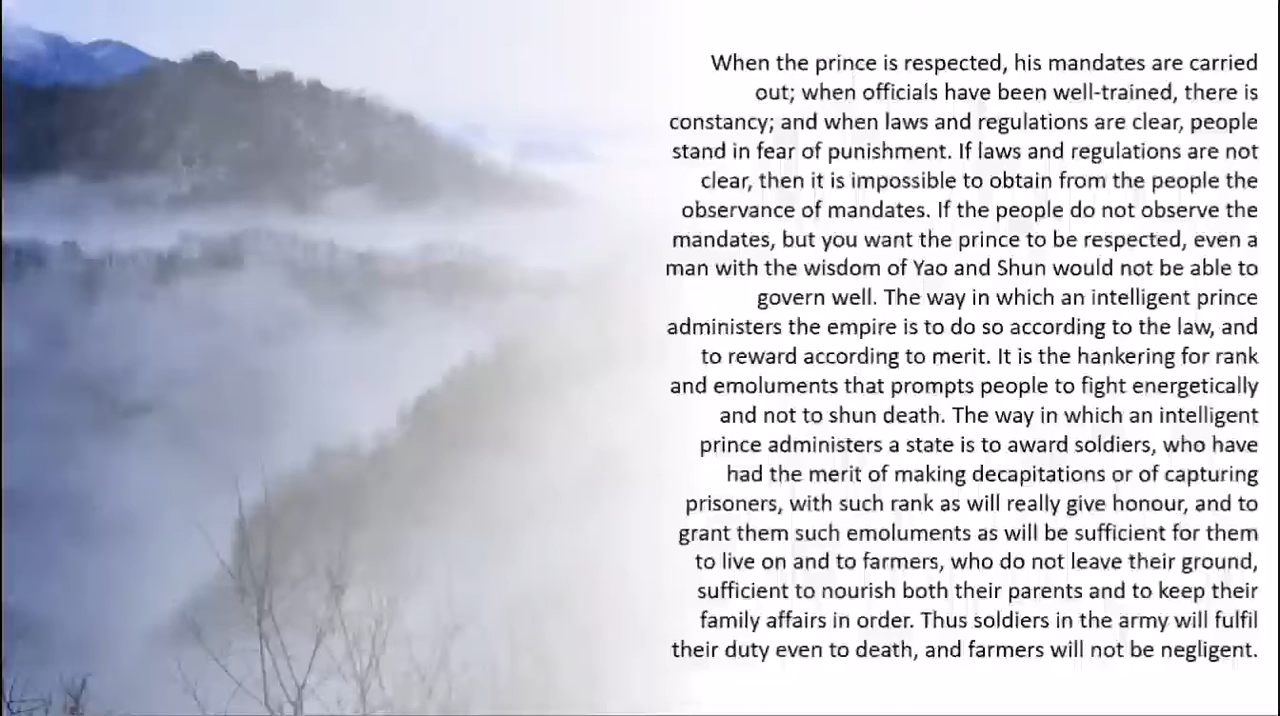 When the prince is respected, his mandates are carried
out; when officials have been well-trained, there is
constancy; and when laws and regulations are clear, people
stand in fear of punishment. If laws and regulations are not
clear, then it is impossible to obtain from the people the
observance of mandates. If the people do not observe the
mandates, but you want the prince to be respected, even a
man with the wisdom of Yao and Shun would not be able to
govern well. The way in which an intelligent prince
administers the empire is to do so according to the law, and
to reward according to merit. It is the hankering for rank
and emoluments that prompts people to fight energetically
and not to shun death. The way in which an intelligent
prince administers a state is to award soldiers, who have
had the merit of making decapitations or of capturing
prisoners, with such rank as will really give honour, and to
grant them such emoluments as will be sufficient for them
to live on and to farmers, who do not leave their ground,
sufficient to nourish both their parents and to keep their
family affairs in order. Thus soldiers in the army will fulfil
their duty even to death, and farmers will not be negligent.